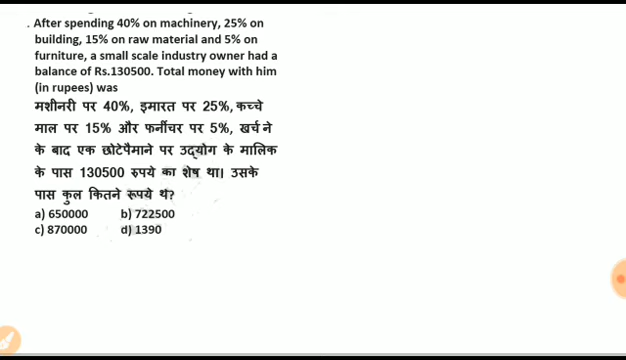 . After spending 40% on machinery, 25% on
building, 15% on raw material and 5% on
furniture, a small scale industry owner had a
balance of Rs.130500. Total money with him
(in rupees) was
मशीनरी पर 40%, इमारत पर 25%, कच्चे
माल पर 15% और फर्नीचर पर 5%, खर्च ने
के बाद एक छोटेपैमाने पर उद्योग के मालिक
के पास 130500 रुपये का शेष था। उसके
पास कुल कितने रूपये थे?
a) 650000 b) 722500
c) 870000 d) 1390